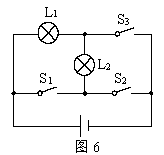 L₁ S₃
L₂
S₁ S₂
图 6